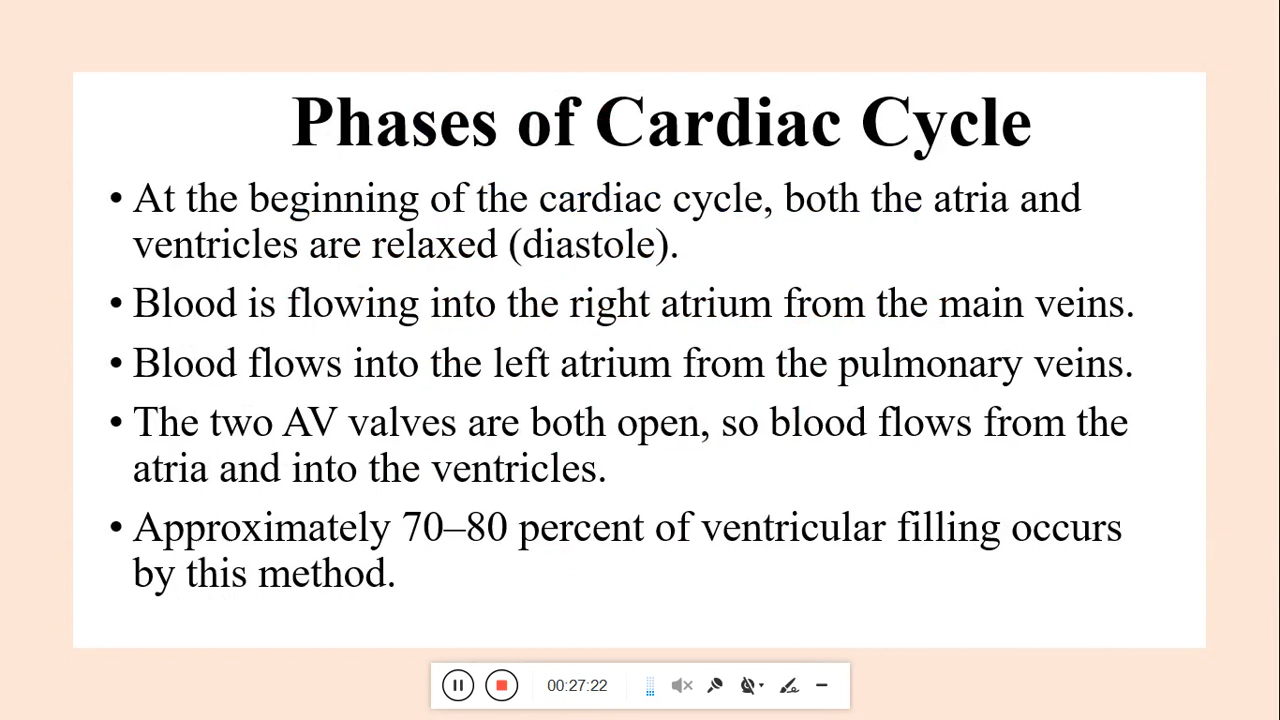 Phases of Cardiac Cycle
• At the beginning of the cardiac cycle, both the atria and
ventricles are relaxed (diastole).
• Blood is flowing into the right atrium from the main veins.
• Blood flows into the left atrium from the pulmonary veins.
• The two AV valves are both open, so blood flows from the
atria and into the ventricles.
• Approximately 70–80 percent of ventricular filling occurs
by this method.
00:27:22